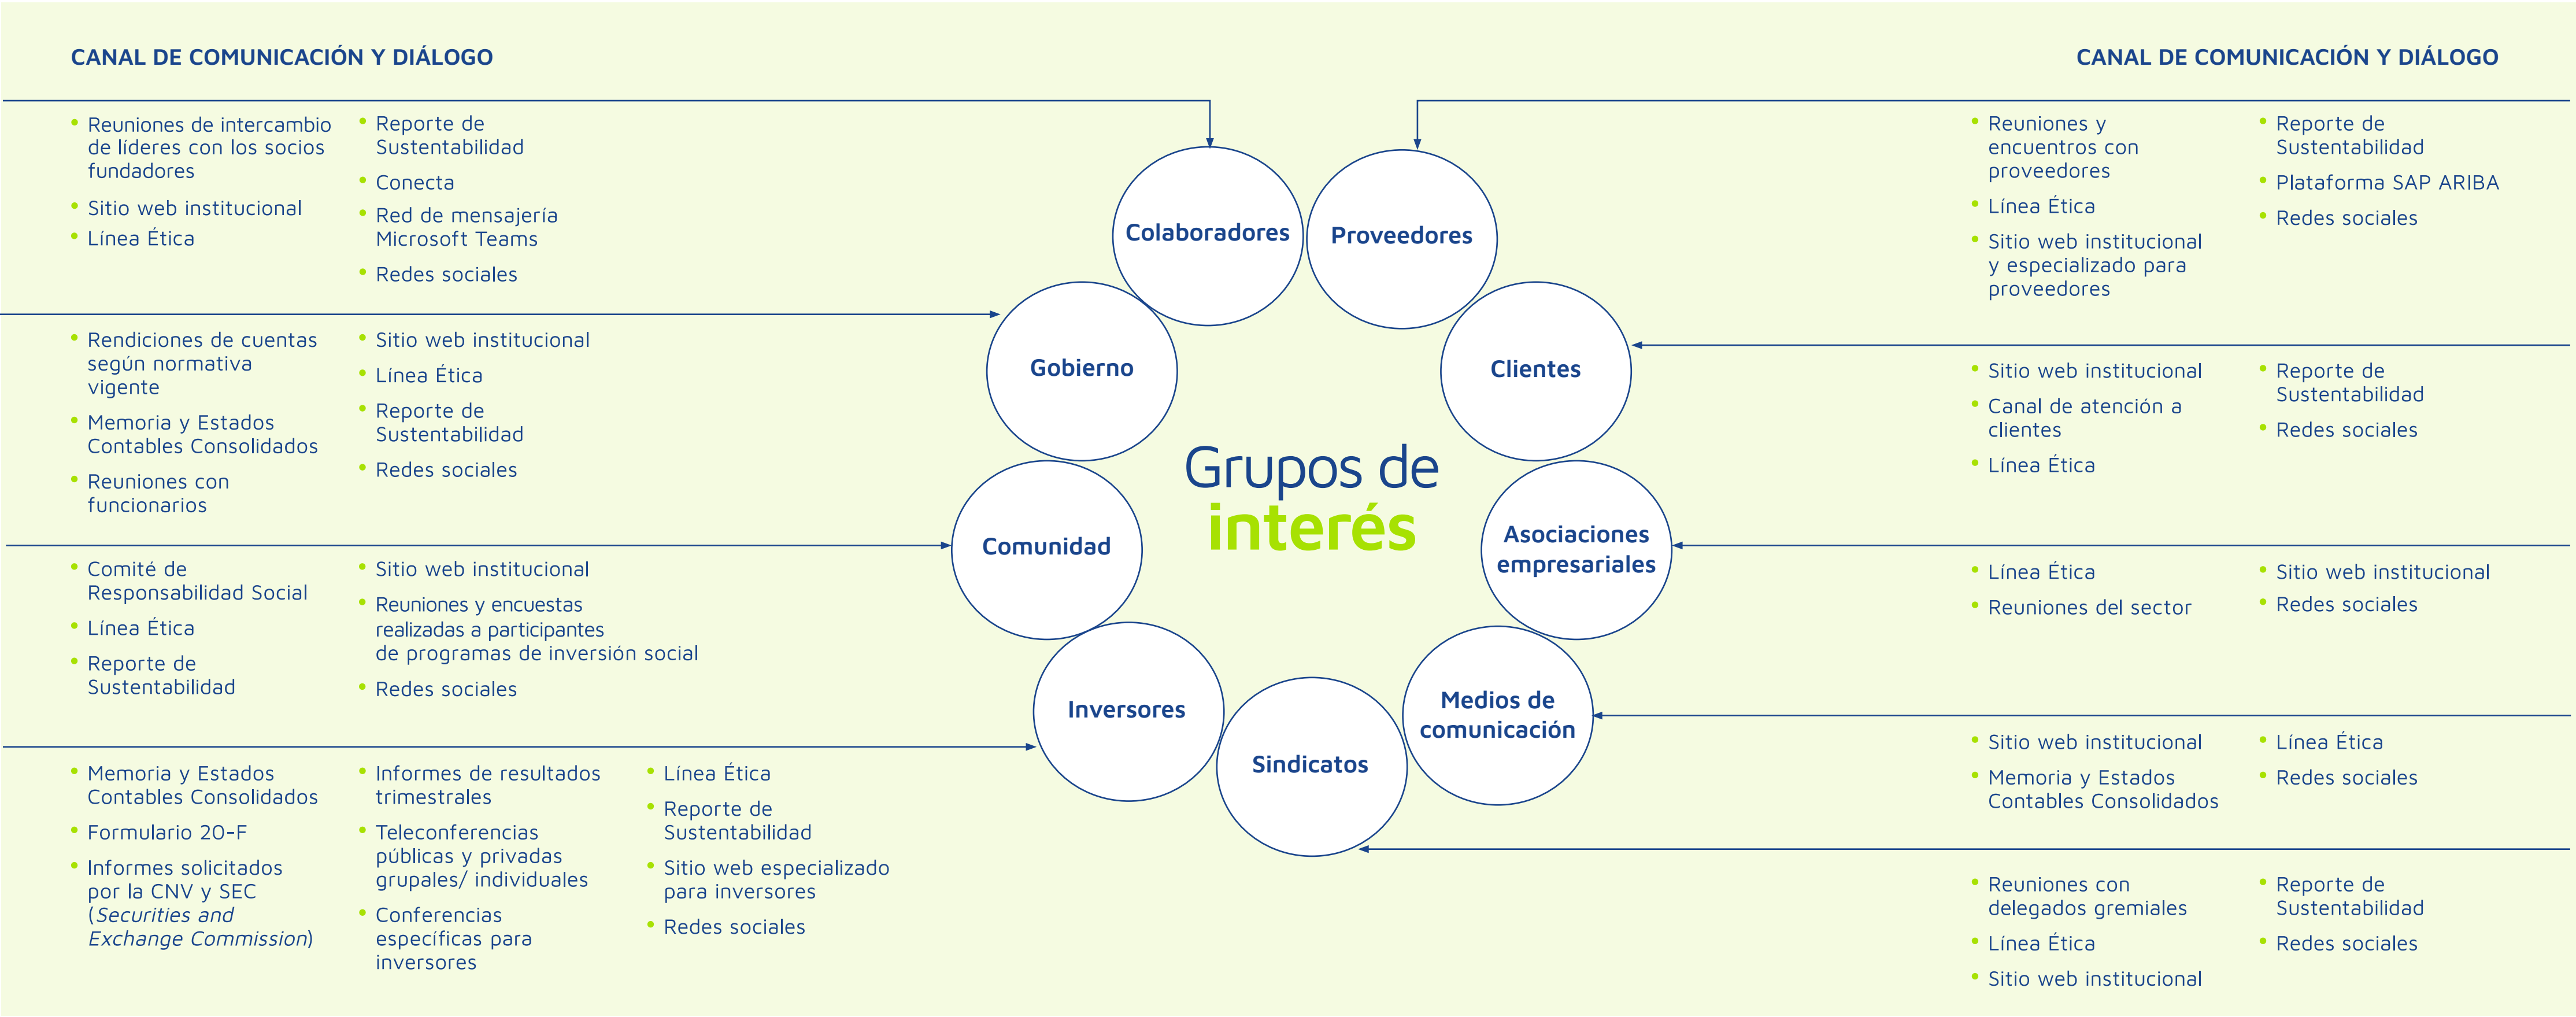 CANAL DE COMUNICACIÓN Y DIÁLOGO
• Reuniones de intercambio
de líderes con los socios
fundadores
• Sitio web institucional
• Línea Ética
• Reporte de
Sustentabilidad
• Conecta
• Red de mensajería
Microsoft Teams
• Redes sociales
• Rendiciones de cuentas
según normativa
vigente
• Memoria y Estados
Contables Consolidados
• Reuniones con
funcionarios
• Sitio web institucional
• Línea Ética
• Reporte de
Sustentabilidad
• Redes sociales
• Comité de
Responsabilidad Social
• Línea Ética
• Reporte de
Sustentabilidad
• Sitio web institucional
• Reuniones y encuestas
realizadas a participantes
de programas de inversión social
• Redes sociales
• Memoria y Estados
Contables Consolidados
• Formulario 20-F
• Informes solicitados
por la CNV y SEC
(Securities and
Exchange Commission)
• Informes de resultados
trimestrales
• Teleconferencias
públicas y privadas
grupales/ individuales
• Conferencias
específicas para
inversores
• Línea Ética
• Reporte de
Sustentabilidad
• Sitio web especializado
para inversores
• Redes sociales
Colaboradores
Proveedores
Gobierno
Clientes
Grupos de
interés
Comunidad
Asociaciones
empresariales
Inversores
Medios de
comunicación
Sindicatos
CANAL DE COMUNICACIÓN Y DIÁLOGO
• Reuniones y
encuentros con
proveedores
• Línea Ética
• Sitio web institucional
y especializado para
proveedores
• Reporte de
Sustentabilidad
• Plataforma SAP ARIBA
• Redes sociales
• Sitio web institucional
• Canal de atención a
clientes
• Línea Ética
• Reporte de
Sustentabilidad
• Redes sociales
• Línea Ética
• Reuniones del sector
• Sitio web institucional
• Redes sociales
• Sitio web institucional
• Memoria y Estados
Contables Consolidados
• Línea Ética
• Redes sociales
• Reuniones con
delegados gremiales
• Línea Ética
• Sitio web institucional
• Reporte de
Sustentabilidad
• Redes sociales